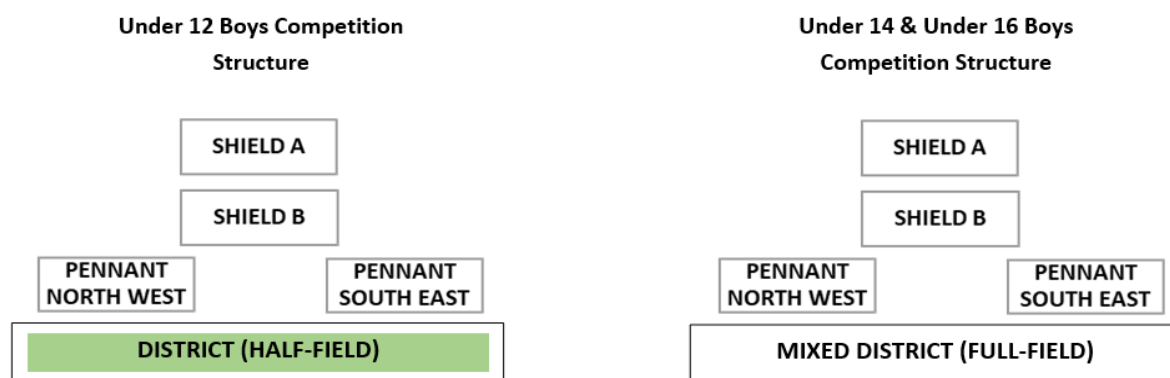 Under 12 Boys Competition
Structure
SHIELD A
SHIELD B
PENNANT
NORTH WEST
PENNANT
SOUTH EAST
DISTRICT (HALF-FIELD)
Under 14 & Under 16 Boys
Competition Structure
SHIELD A
SHIELD B
PENNANT
NORTH WEST
PENNANT
SOUTH EAST
MIXED DISTRICT (FULL-FIELD)